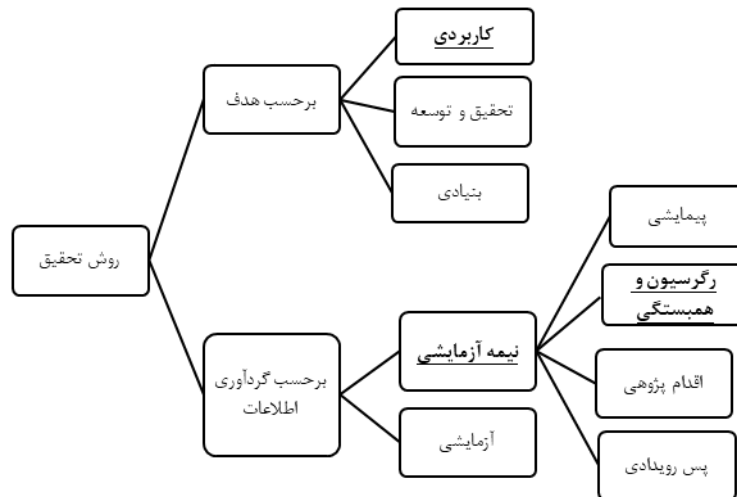 روش تحقیق
برحسب هدف
کاربردی
تحقیق و توسعه
بنیادی
برحسب گردآوری
اطلاعات
نیمه آزمایشی
آزمایشی
پیمایشی
رگرسیون و
همبستگی
اقدام پژوهی
پس رویدادی